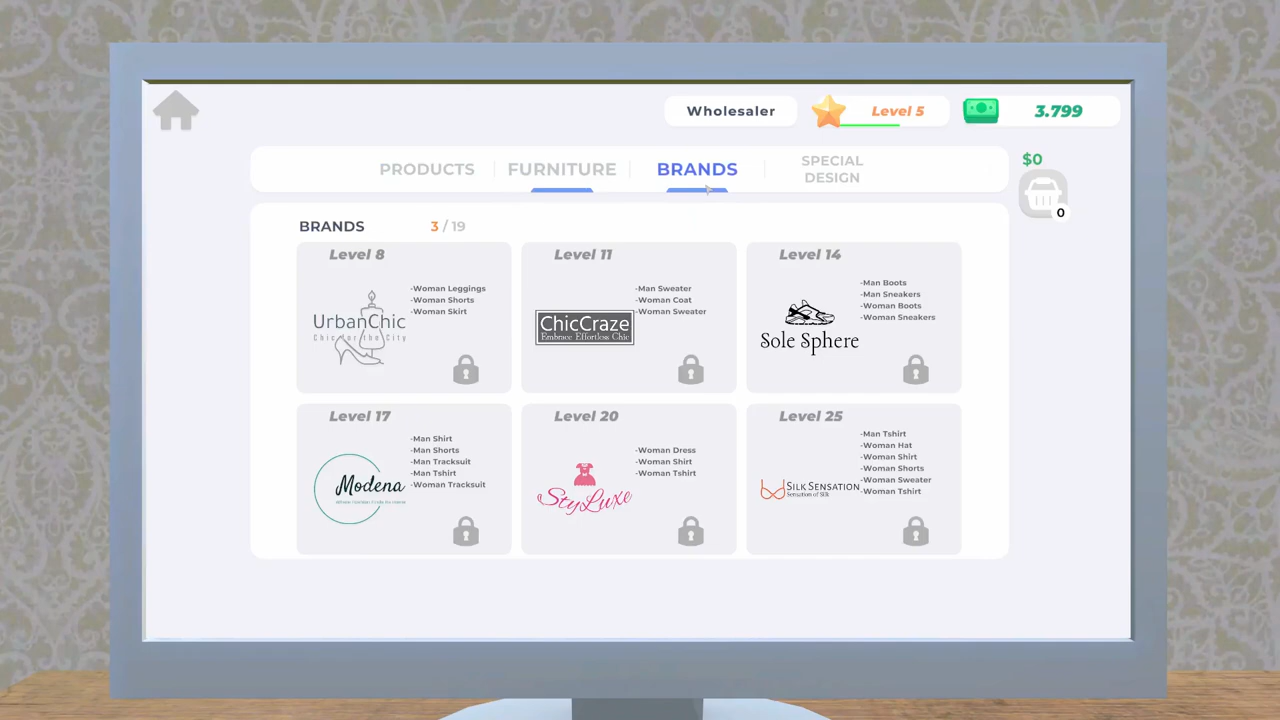 Wholesaler
Level 5
3.799
PRODUCTS
FURNITURE
BRANDS
SPECIAL
DESIGN
$0
0
BRANDS
3 / 19
Level 8
UrbanChic
Chic for the City
-Woman Leggings
-Woman Shorts
-Woman Skirt
Level 11
ChicCraze
Embrace Effortless Chic
-Man Sweater
-Woman Coat
-Woman Sweater
Level 14
Sole Sphere
-Man Boots
-Man Sneakers
-Woman Boots
-Woman Sneakers
Level 17
Modena
-Man Shirt
-Man Shorts
-Man Tracksuit
-Man Tshirt
-Woman Tracksuit
Level 20
StyLuxe
-Woman Dress
-Woman Shirt
-Woman Tshirt
Level 25
SILK SENSATION
Sensation of Silk
-Man Tshirt
-Woman Hat
-Woman Shirt
-Woman Shorts
-Woman Sweater
-Woman Tshirt